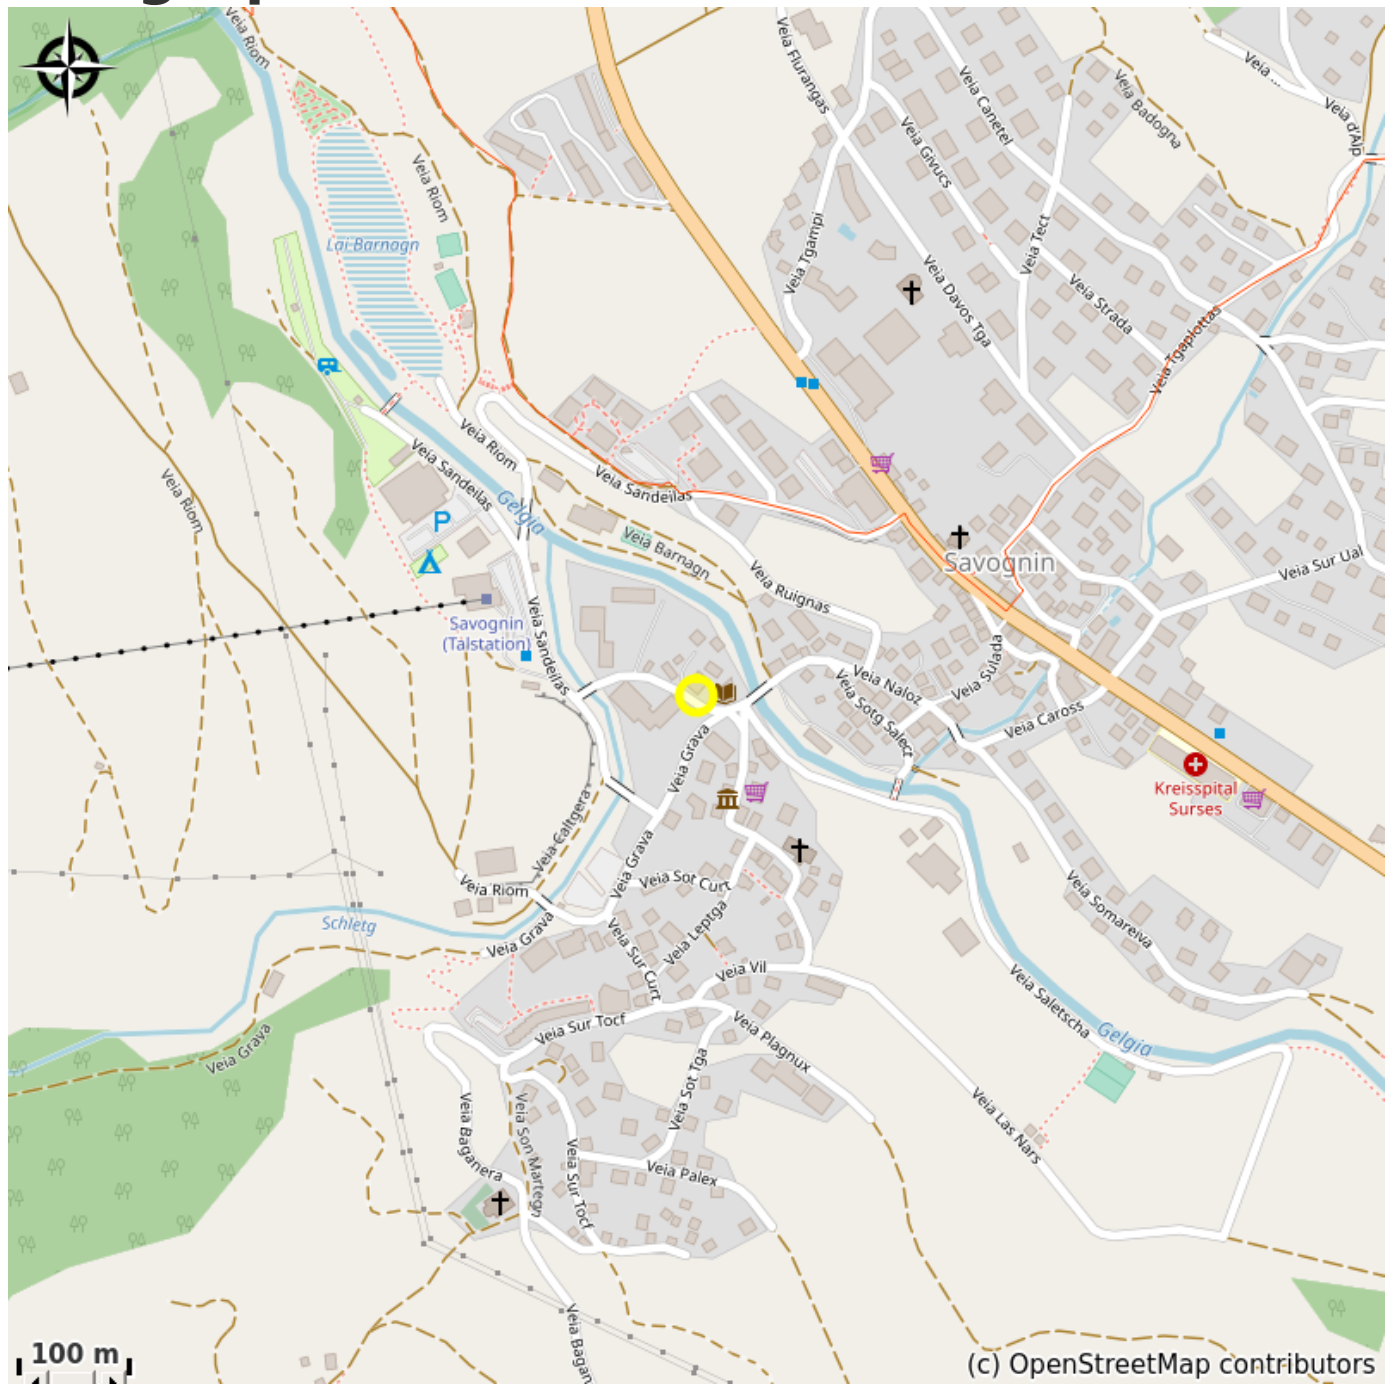 Veia Riom
Veia Flurangas
Veia Canetel
Veia ...
Veia d'Alp
Veia Badogna
Veia Givucs
Veia Riom
Lai Barnagn
Veia Tgampi
Veia Tect
Veia Davos Tga
Veia Strada
Veia Tgaplottas
Veia Riom
Veia Sandeilas
Veia Sandeilas
Veia Riom
Gelgia
P
Veia Barnagn
Savognin
Veia Sur Ual
Veia Ruignas
Savognin
(Talstation)
Veia Sandeilas
Veia Sulada
Veia Naloz
Veia Sotg Salect
Veia Caross
Veia Grava
Kreisspital
Surses
Veia Caltgera
Veia Grava
Veia Sot Curt
Veia Riom
Veia Leptga
Veia Somareiva
Schletg
Veia Grava
Veia Sur Curt
Veia Vil
Veia Saletscha
Veia Sur Tocf
Veia Plagnux
Gelgia
Veia Grava
Veia Sot Tga
Veia Las Nars
Veia Baganera
Veia Son Martegn
Veia Sur Tocf
Veia Palex
Veia Bagan
100 m
(c) OpenStreetMap contributors